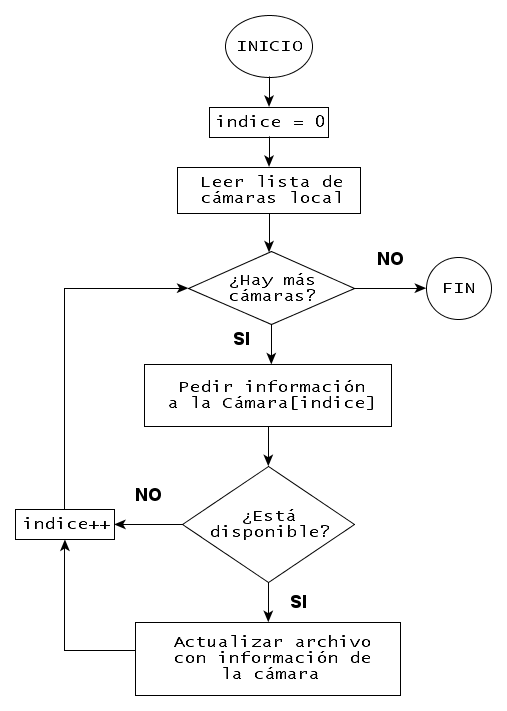 INICIO
indice = 0
Leer lista de
cámaras local
¿Hay más
cámaras?
NO
FIN
SI
Pedir información
a la Cámara[indice]
NO
¿Está
disponible?
indice++
SI
Actualizar archivo
con información de
la cámara